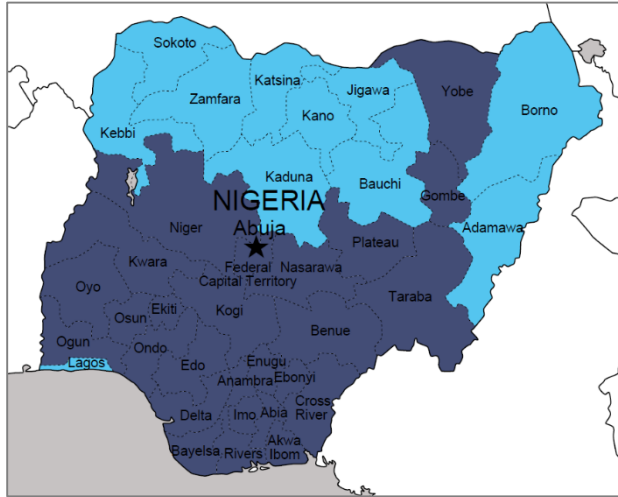 Sokoto
Katsina
Jigawa
Yobe
Zamfara
Kano
Borno
Kebbi
Kaduna
Bauchi
Gombe
NIGERIA
Abuja
Adamawa
Niger
Plateau
Kwara
Federal
Capital Territory
Nasarawa
Oyo
Taraba
Osun
Ekiti
Kogi
Benue
Ogun
Ondo
Lagos
Edo
Enugu
Anambra
Ebonyi
Cross
River
Delta
Imo
Abia
Bayelsa
Rivers
Akwa
Ibom